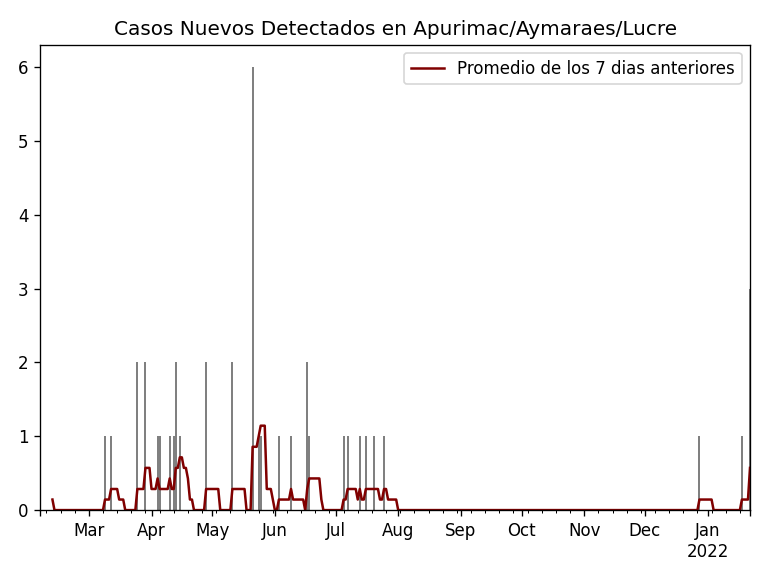 Casos Nuevos Detectados en Apurimac/Aymaraes/Lucre
Promedio de los 7 dias anteriores
6
5
4
3
2
1
0
Mar Apr May Jun Jul Aug Sep Oct Nov Dec Jan
2022